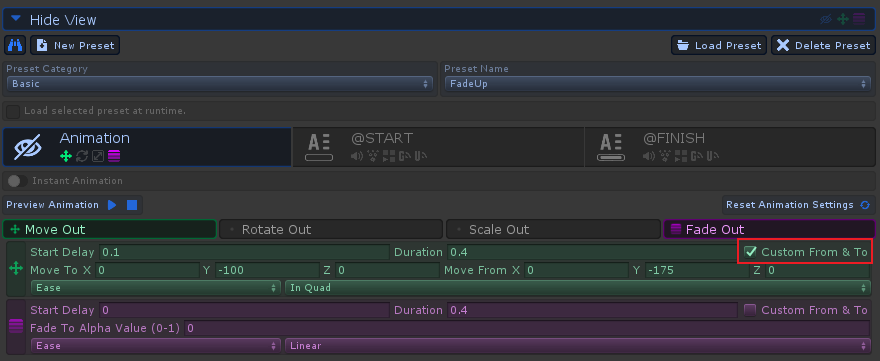 Hide View
New Preset Load Preset Delete Preset
Preset Category Preset Name
Basic FadeUp
Load selected preset at runtime.
Animation @START @FINISH
Instant Animation
Preview Animation Reset Animation Settings
Move Out Rotate Out Scale Out Fade Out
Start Delay 0.1 Duration 0.4 Custom From & To
Move To X 0 Y -100 Z 0 Move From X 0 Y -175 Z 0
Ease In Quad
Start Delay 0 Duration 0.4 Custom From & To
Fade To Alpha Value (0-1) 0
Ease Linear